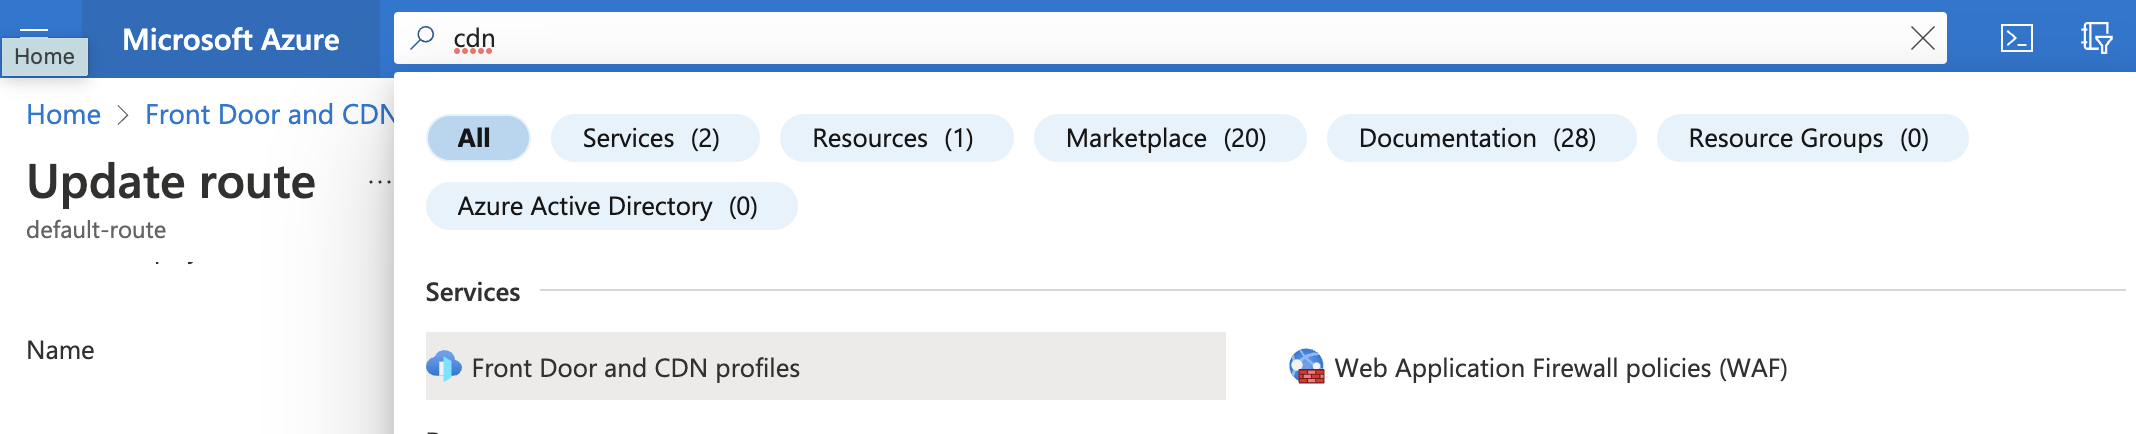 Microsoft Azure
cdn
Home
Home > Front Door and CDN
Update route ...
default-route
Name
All
Services (2)
Resources (1)
Marketplace (20)
Documentation (28)
Resource Groups (0)
Azure Active Directory (0)
Services
Front Door and CDN profiles
Web Application Firewall policies (WAF)